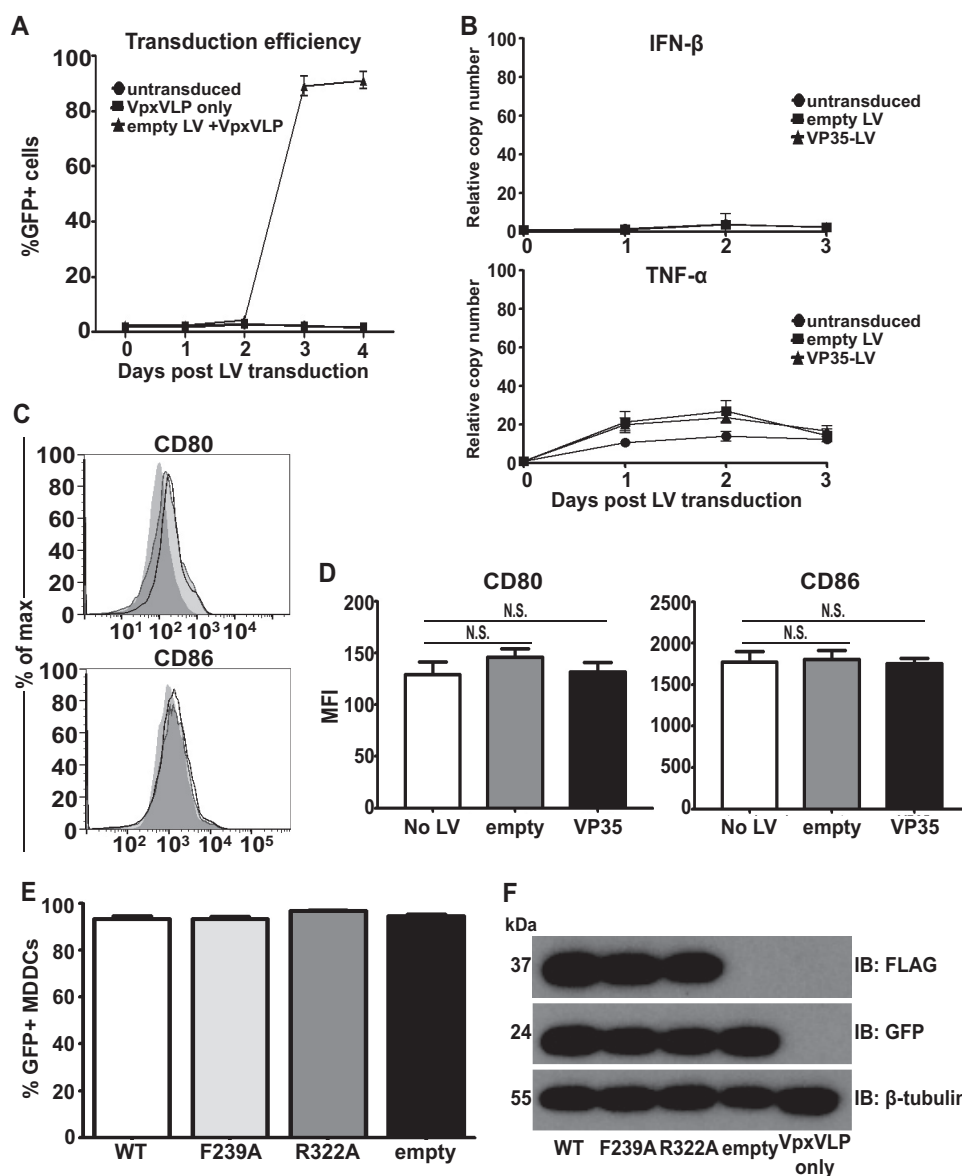 A
Transduction efficiency
100
80
60
40
20
0
%GFP+ cells
untransduced
VpxVLP only
empty LV +VpxVLP
0 1 2 3 4
Days post LV transduction
B
IFN-β
100
80
60
40
20
0
Relative copy number
untransduced
empty LV
VP35-LV
0 1 2 3
TNF-α
100
80
60
40
20
0
Relative copy number
untransduced
empty LV
VP35-LV
0 1 2 3
Days post LV transduction
C
CD80
100
80
60
40
20
0
10¹ 10² 10³ 10⁴
% of max
CD86
100
80
60
40
20
0
10² 10³ 10⁴ 10⁵
D
CD80
200
150
100
50
0
MFI
N.S.
N.S.
No LV empty VP35
CD86
2500
2000
1500
1000
500
0
N.S.
N.S.
No LV empty VP35
E
100
80
60
40
20
0
% GFP+ MDDCs
WT F239A R322A empty
F
kDa
37 IB: FLAG
24 IB: GFP
55 IB: β-tubulin
WT F239A R322A empty VpxVLP
only